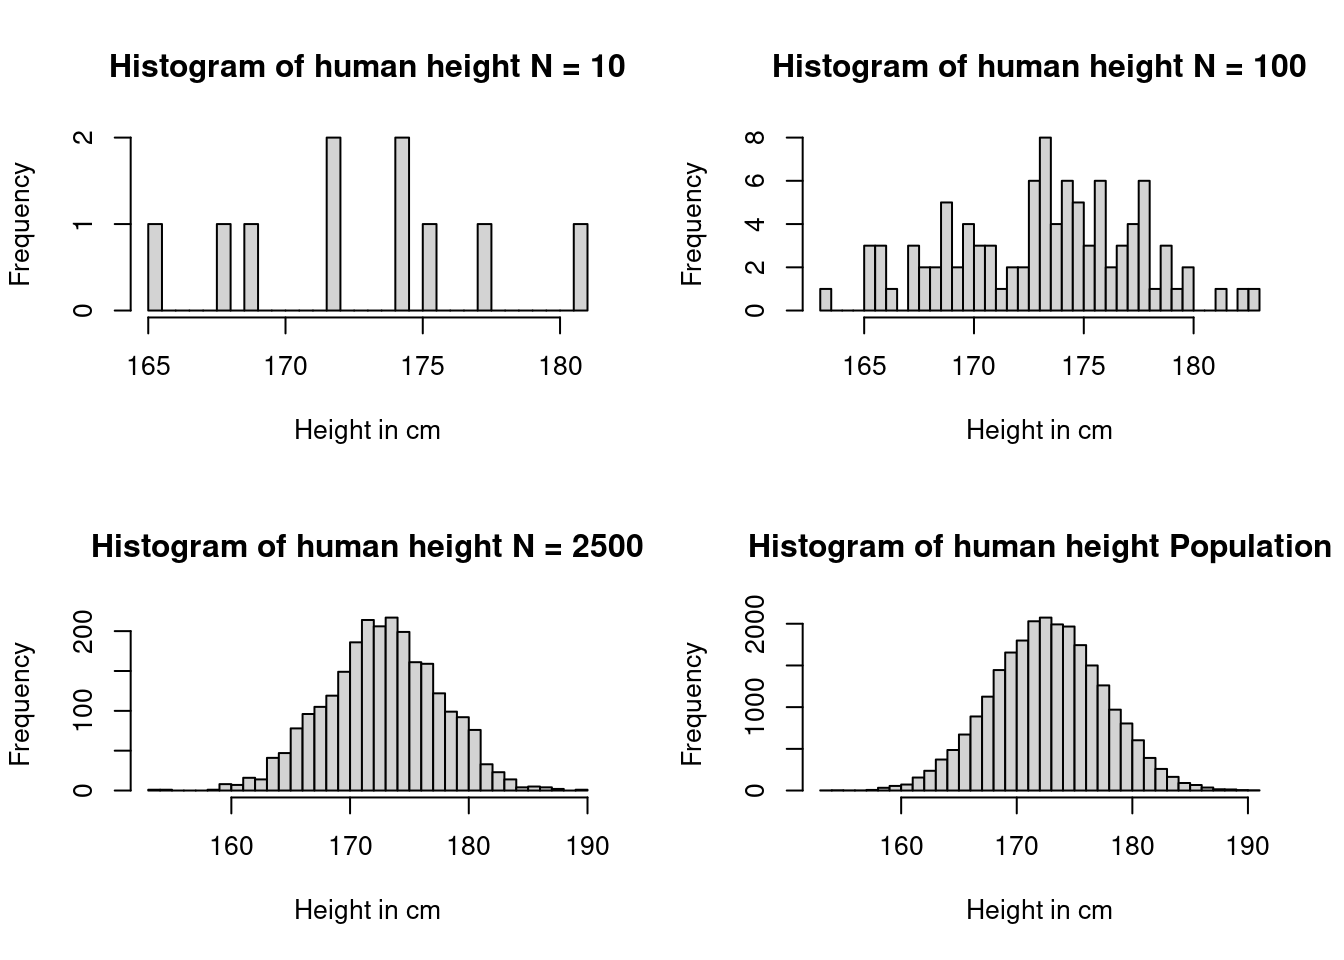 Histogram of human height N = 10
Frequency
0 1 2
165 170 175 180
Height in cm
Histogram of human height N = 100
Frequency
0 2 4 6 8
165 170 175 180
Height in cm
Histogram of human height N = 2500
Frequency
0 100 200
160 170 180 190
Height in cm
Histogram of human height Population
Frequency
0 1000 2000
160 170 180 190
Height in cm